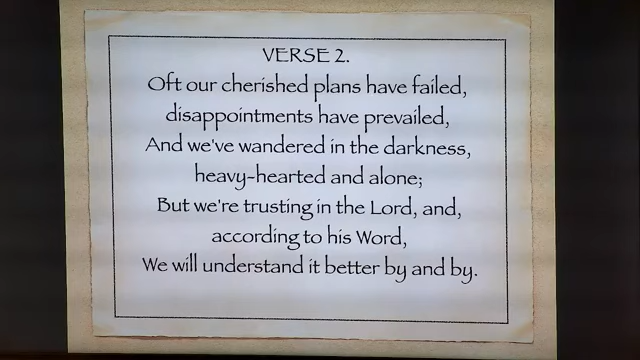 VERSE 2.
Oft our cherished plans have failed,
disappointments have prevailed,
And we've wandered in the darkness,
heavy-hearted and alone;
But we're trusting in the Lord, and,
according to his Word,
We will understand it better by and by.